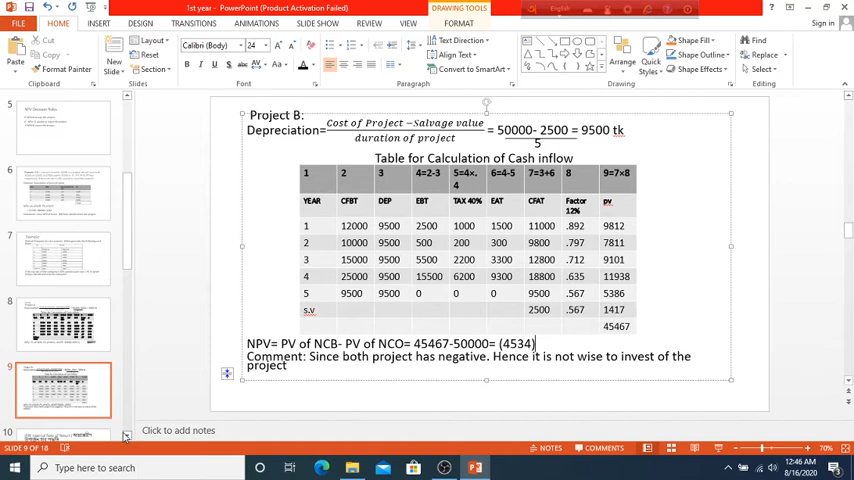 1st year - PowerPoint (Product Activation Failed)
DRAWING TOOLS
English
FILE HOME INSERT DESIGN TRANSITIONS ANIMATIONS SLIDE SHOW REVIEW VIEW FORMAT
Sign in
Cut
Copy
Format Painter
Paste
Clipboard
New
Slide
Layout
Reset
Section
Slides
Calibri (Body) 24
Font
Text Direction
Align Text
Convert to SmartArt
Paragraph
Arrange
Quick
Styles
Shape Fill
Shape Outline
Shape Effects
Drawing
Find
Replace
Select
Editing
5
6
7
8
9
10
Project B:
Depreciation= Cost of Project –Salvage value / duration of project = 50000- 2500 = 9500 tk
5
Table for Calculation of Cash inflow
1 2 3 4=2-3 5=4×.4 6=4-5 7=3+6 8 9=7×8
YEAR CFBT DEP EBT TAX 40% EAT CFAT Factor 12% pv
1 12000 9500 2500 1000 1500 11000 .892 9812
2 10000 9500 500 200 300 9800 .797 7811
3 15000 9500 5500 2200 3300 12800 .712 9101
4 25000 9500 15500 6200 9300 18800 .635 11938
5 9500 9500 0 0 0 9500 .567 5386
s.v 2500 .567 1417
45467
NPV= PV of NCB- PV of NCO= 45467-50000= (4534)
Comment: Since both project has negative. Hence it is not wise to invest of the
project
Click to add notes
SLIDE 9 OF 18
NOTES COMMENTS 70%
Type here to search
12:46 AM
8/16/2020